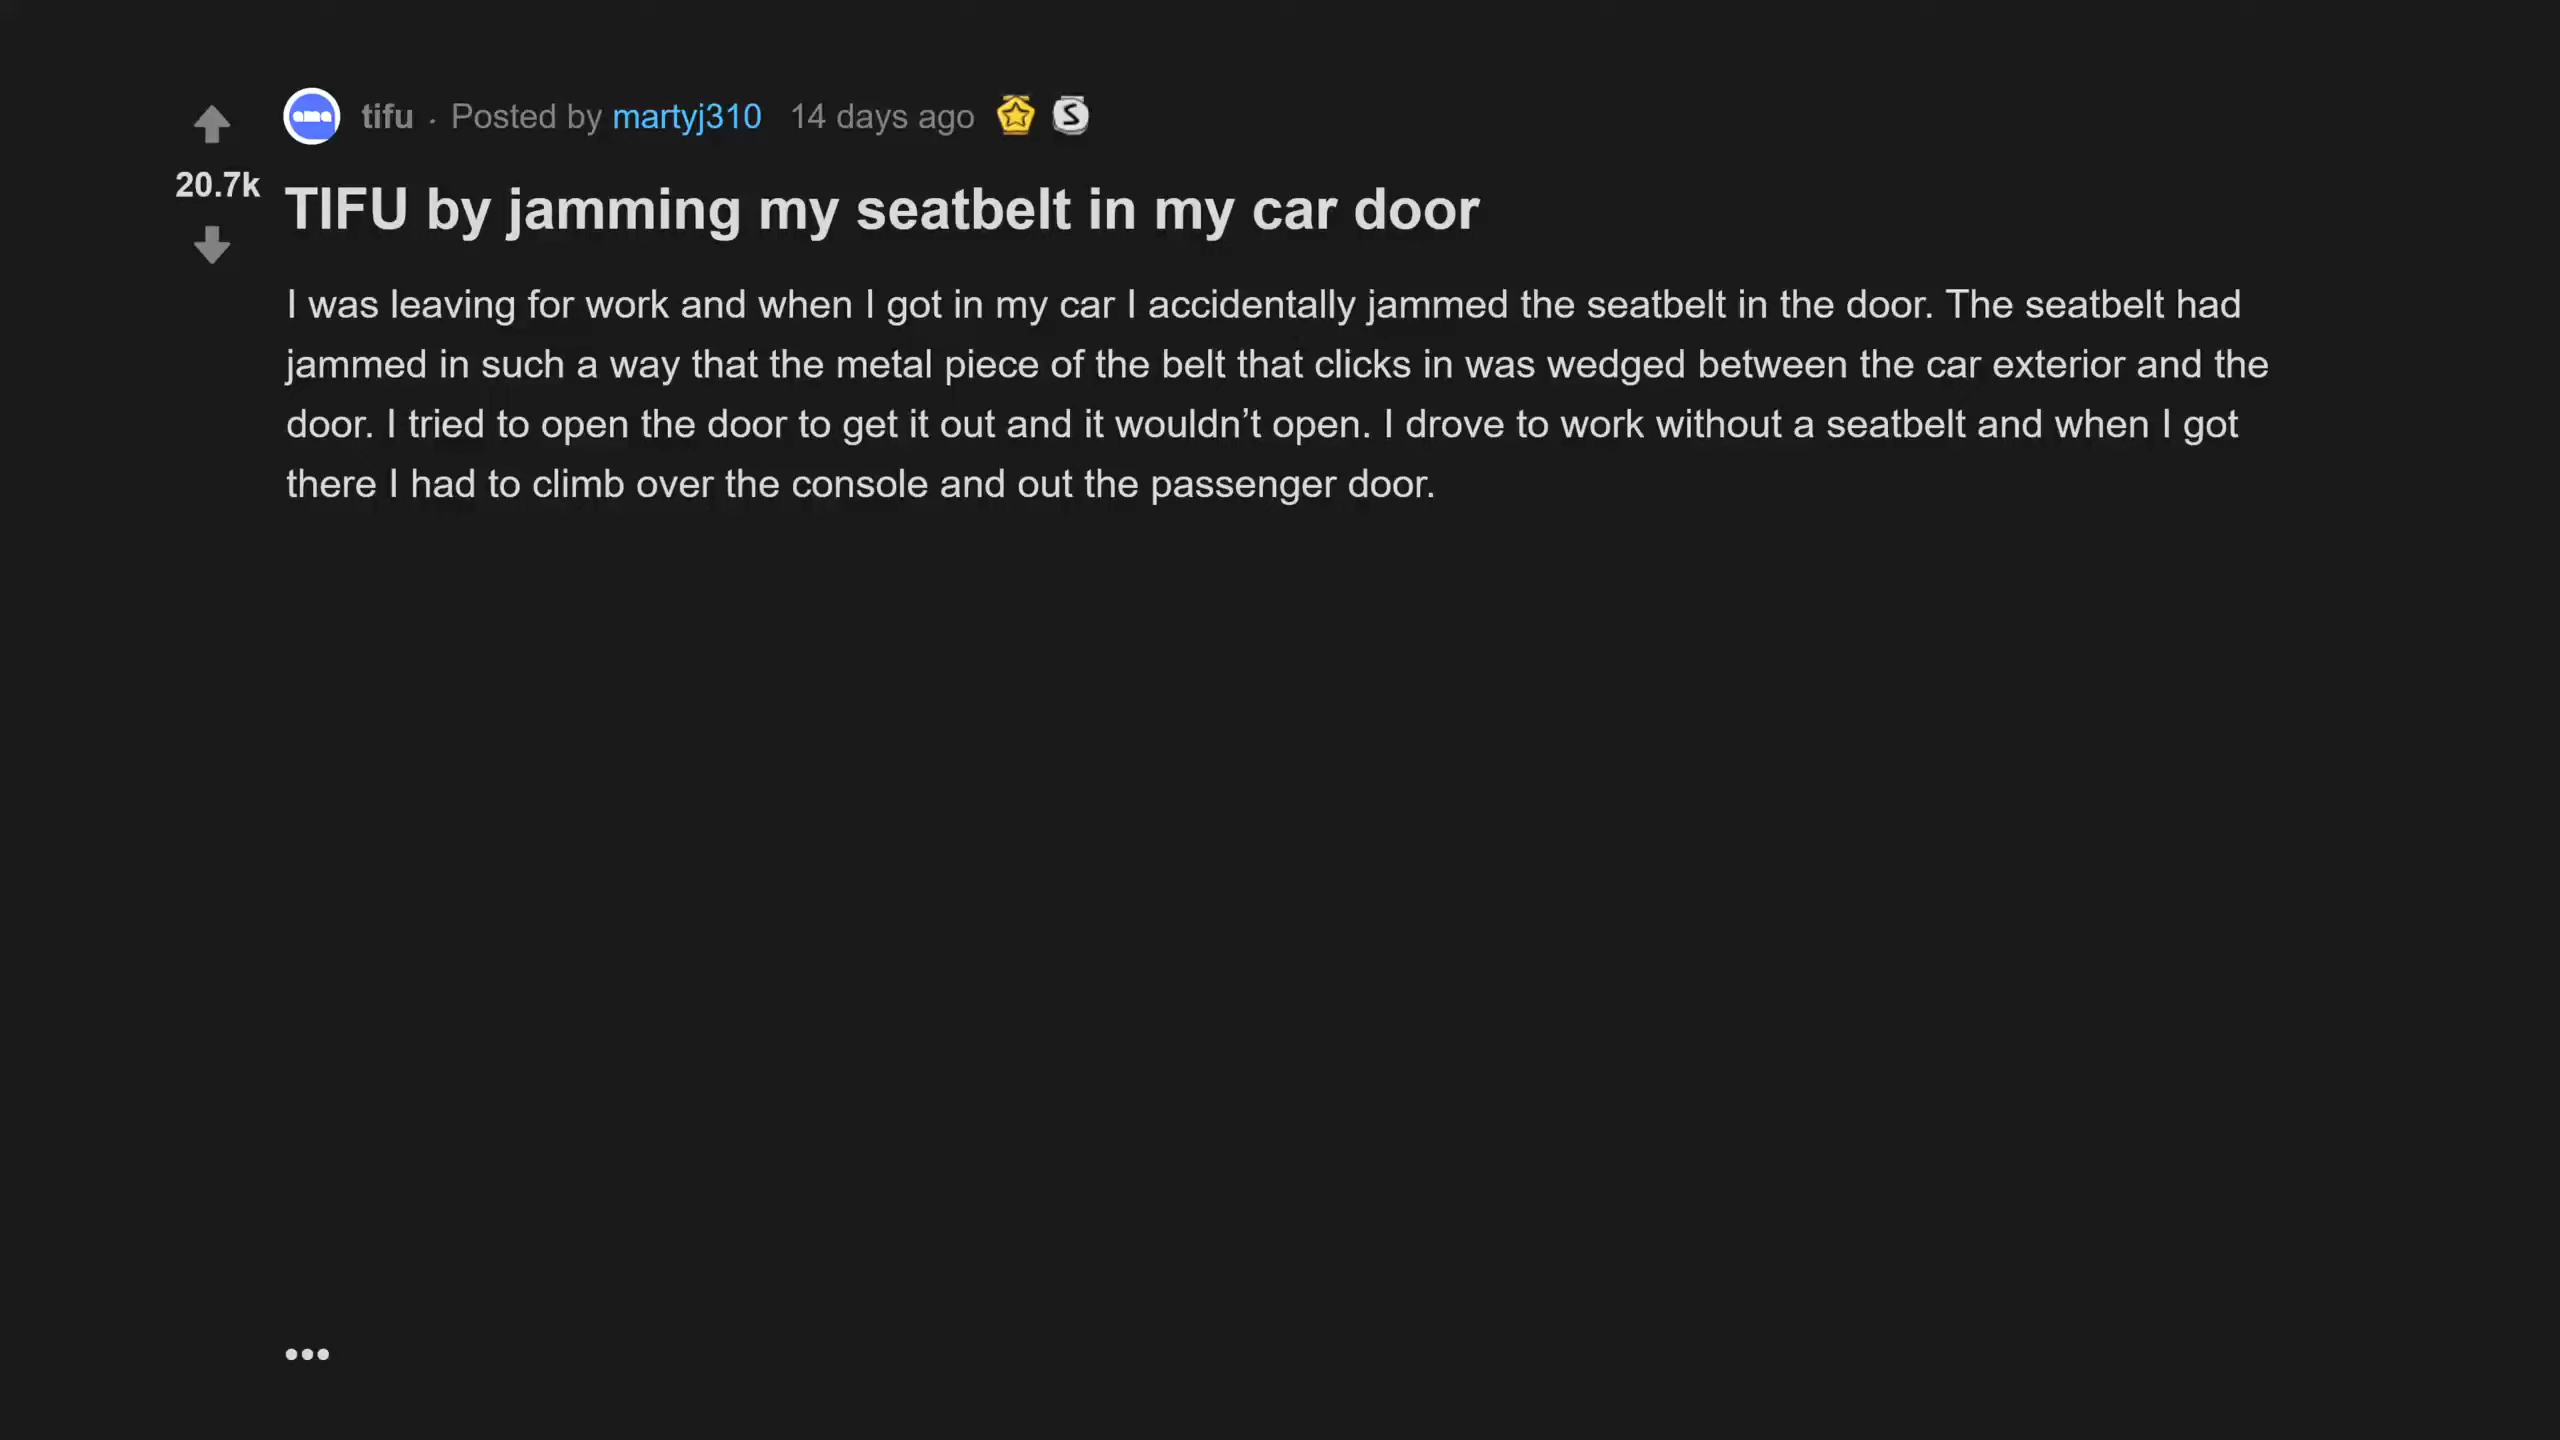 ama tifu · Posted by martyj310 14 days ago S
20.7k
TIFU by jamming my seatbelt in my car door
I was leaving for work and when I got in my car I accidentally jammed the seatbelt in the door. The seatbelt had
jammed in such a way that the metal piece of the belt that clicks in was wedged between the car exterior and the
door. I tried to open the door to get it out and it wouldn’t open. I drove to work without a seatbelt and when I got
there I had to climb over the console and out the passenger door.
•••